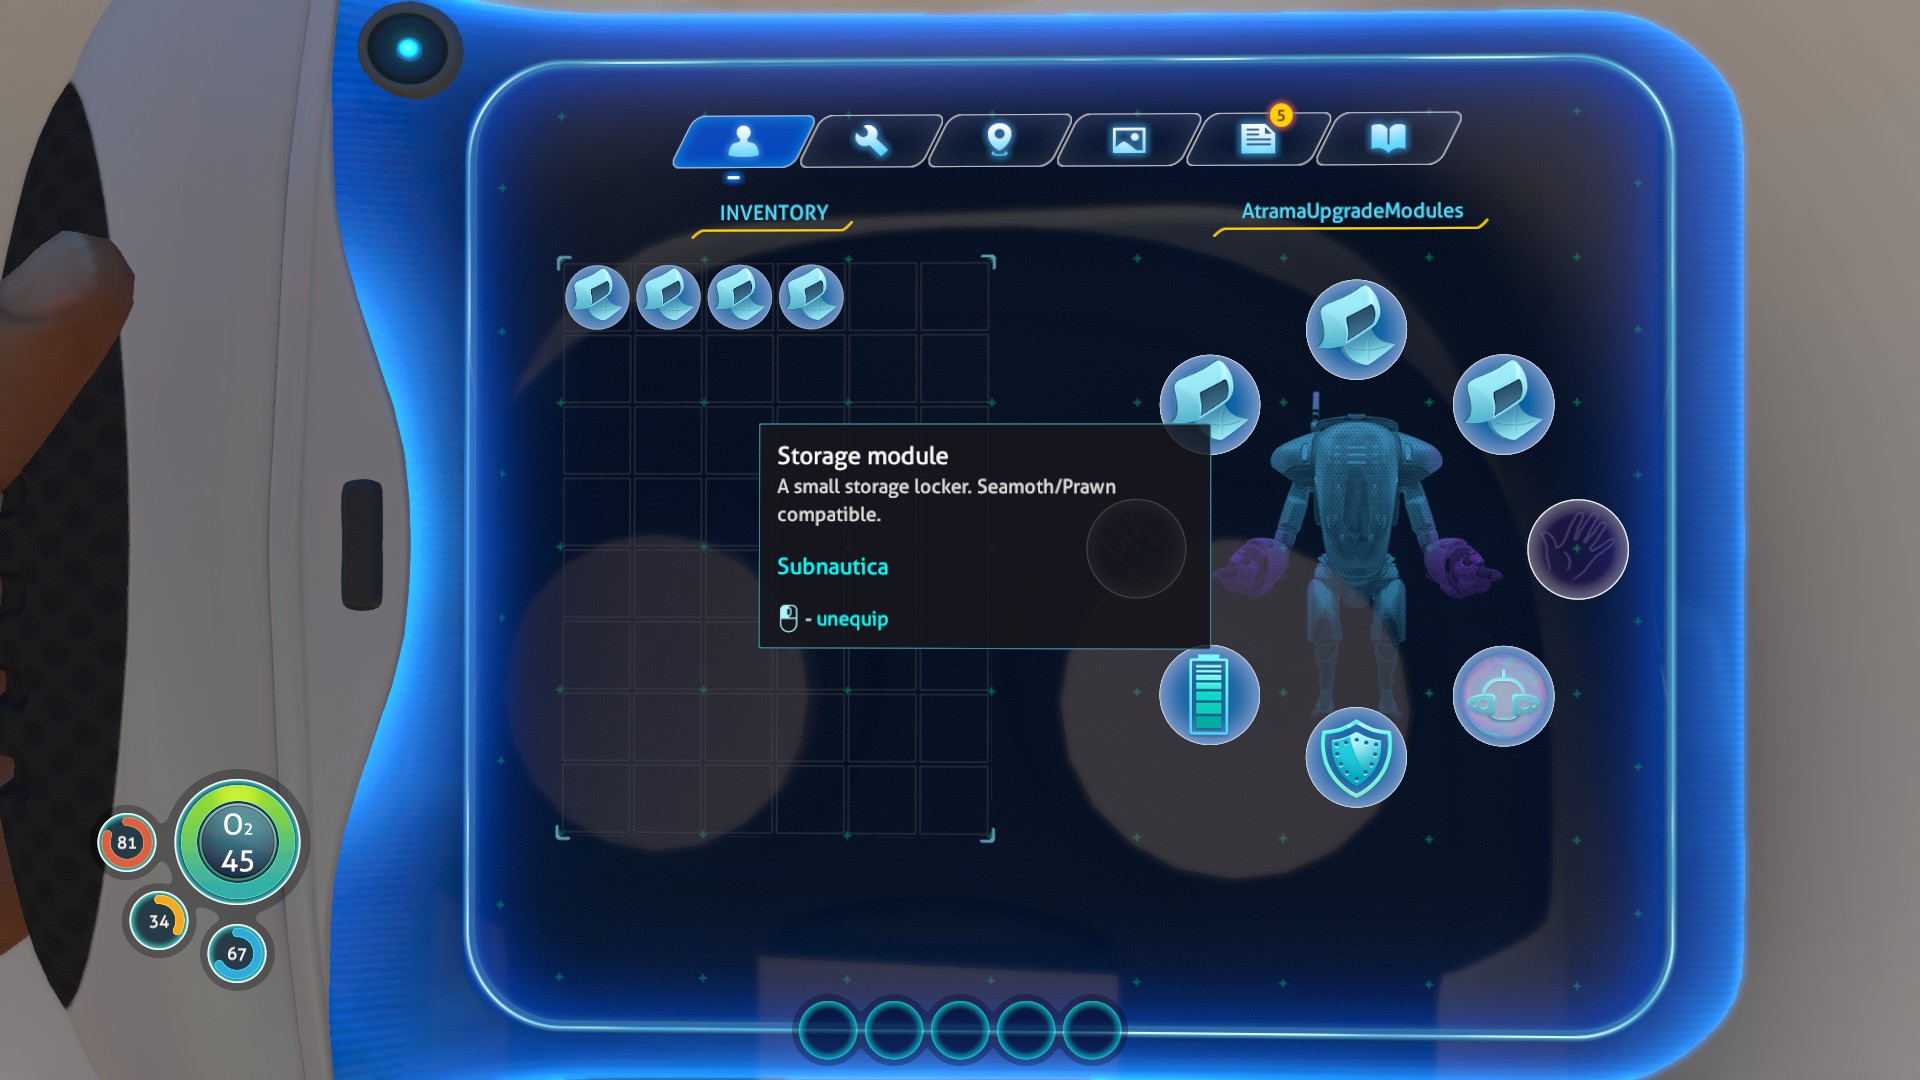 5
INVENTORY
AtramaUpgradeModules
Storage module
A small storage locker. Seamoth/Prawn
compatible.
Subnautica
- unequip
O₂
45
81
34
67